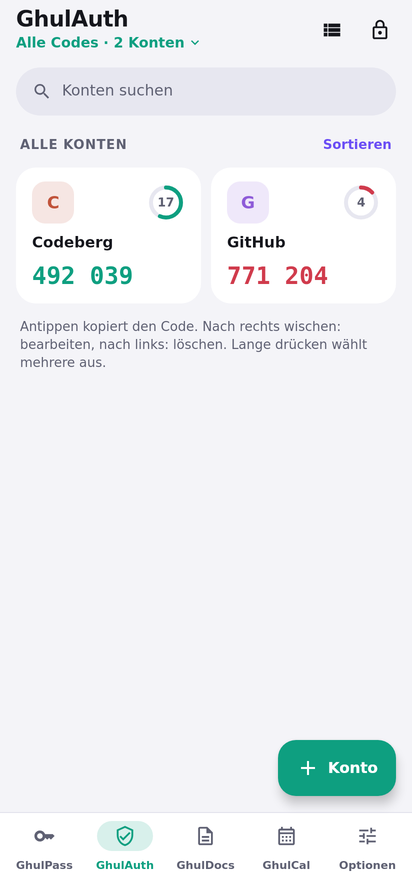 GhulAuth
Alle Codes · 2 Konten
Konten suchen
ALLE KONTEN
Sortieren
C
17
Codeberg
492 039
G
4
GitHub
771 204
Antippen kopiert den Code. Nach rechts wischen:
bearbeiten, nach links: löschen. Lange drücken wählt
mehrere aus.
Konto
GhulPass
GhulAuth
GhulDocs
GhulCal
Optionen